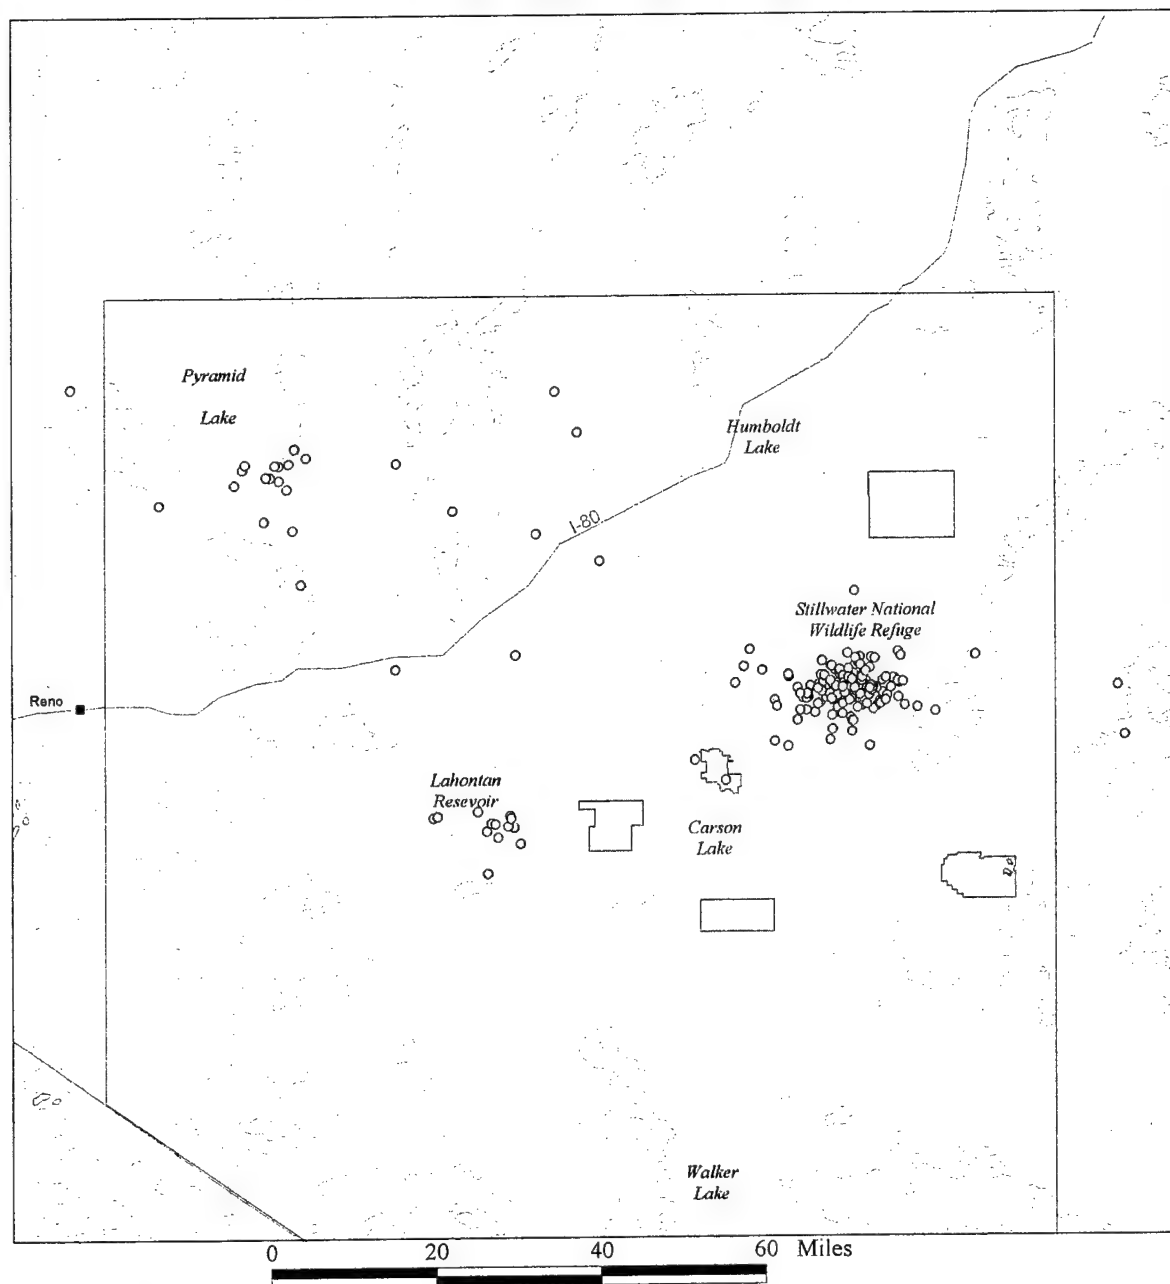 Pyramid
Lake
Humboldt
Lake
I-80
Stillwater National
Wildlife Refuge
Reno
Lahontan
Resevoir
Carson
Lake
Walker
Lake
0 20 40 60 Miles